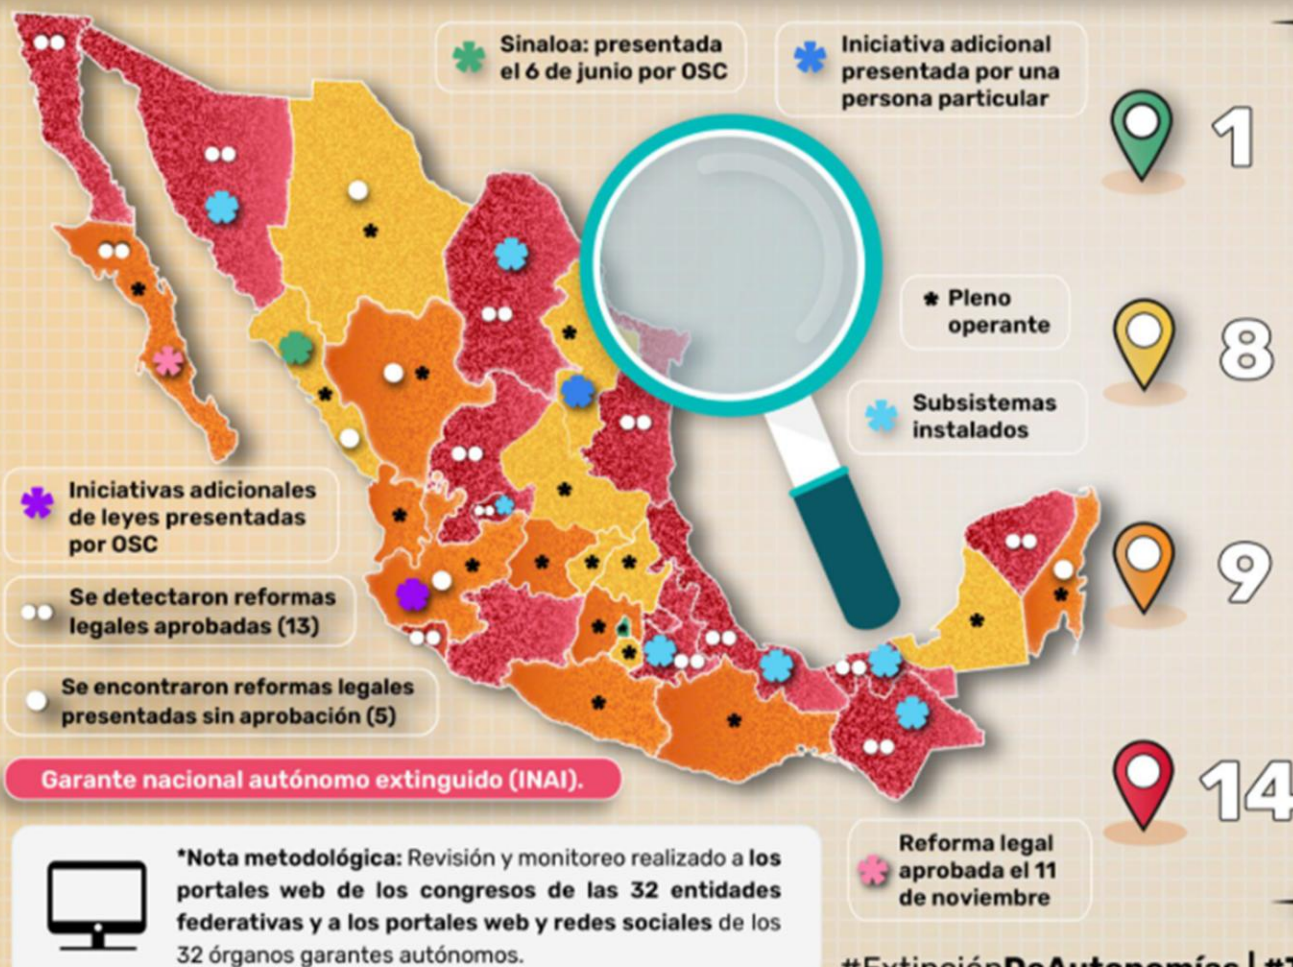 Sinaloa: presentada
el 6 de junio por OSC
Iniciativa adicional
presentada por una
persona particular
1
* Pleno
operante
8
Subsistemas
instalados
Iniciativas adicionales
de leyes presentadas
por OSC
9
Se detectaron reformas
legales aprobadas (13)
Se encontraron reformas legales
presentadas sin aprobación (5)
Garante nacional autónomo extinguido (INAI).
14
Reforma legal
aprobada el 11
de noviembre
*Nota metodológica: Revisión y monitoreo realizado a los
portales web de los congresos de las 32 entidades
federativas y a los portales web y redes sociales de los
32 órganos garantes autónomos.
#ExtinciónDeAutonomías | #